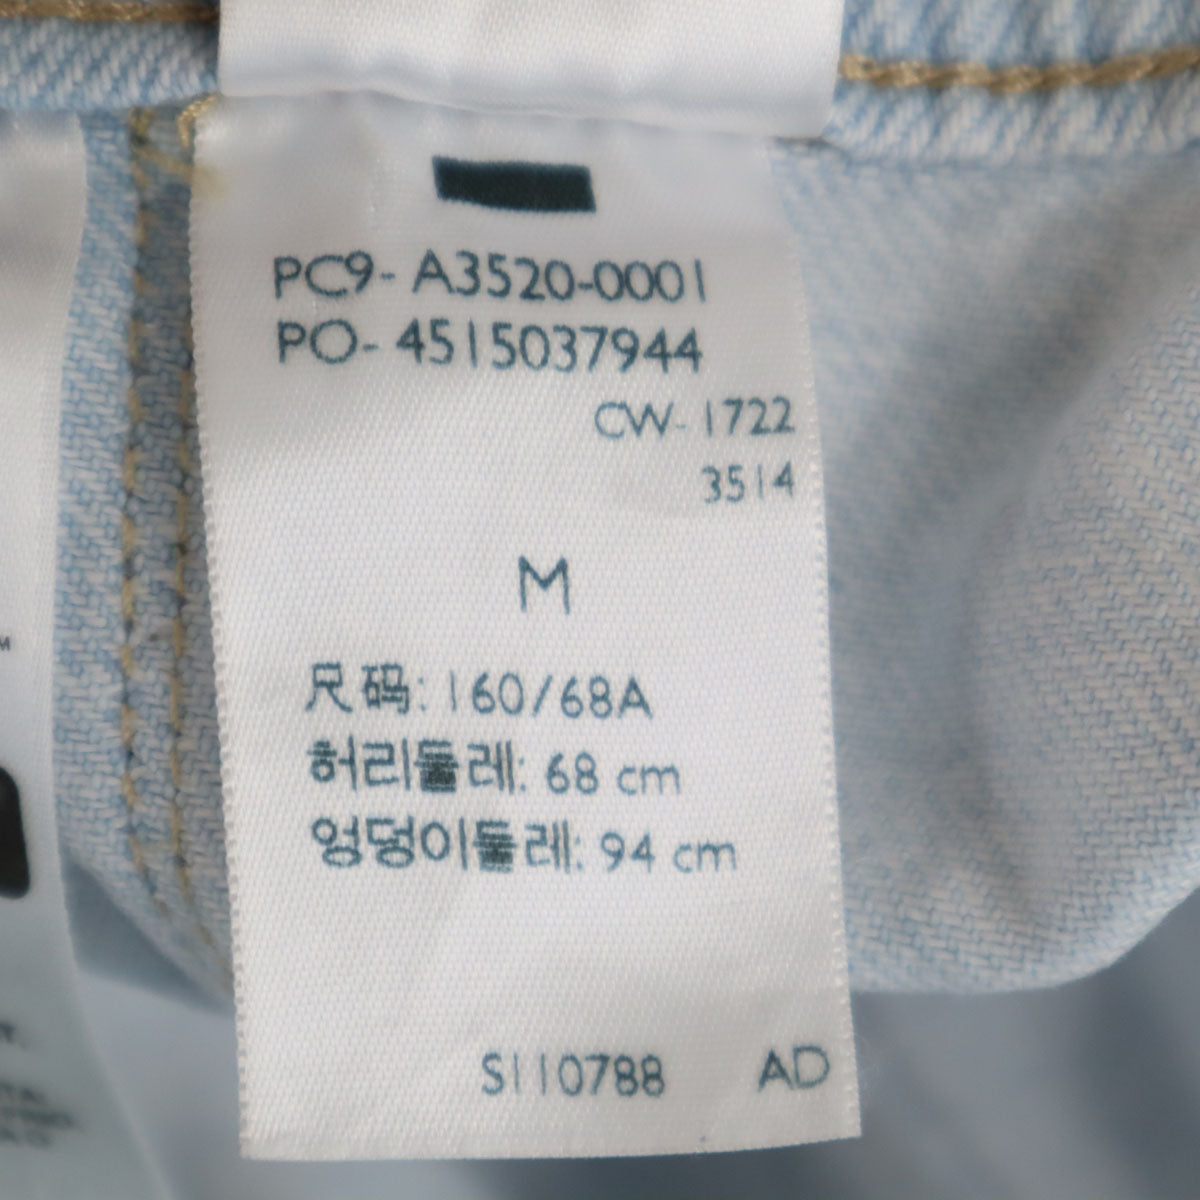 PC9- A3520-0001
PO- 4515037944
CW- 1722
3514
M
尺码: 160/68A
허리둘레: 68 cm
엉덩이둘레: 94 cm
S110788 AD